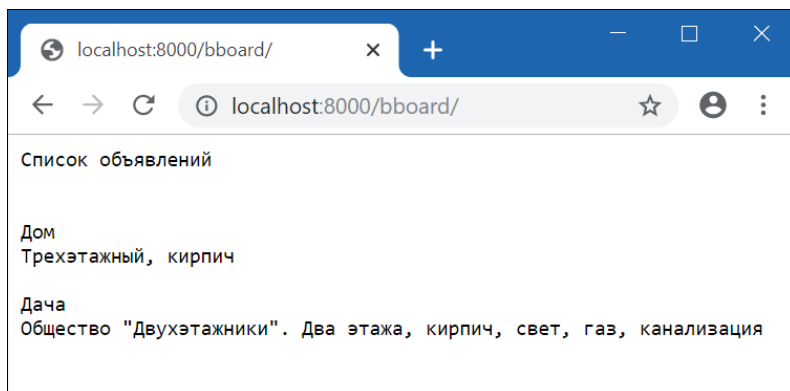 localhost:8000/bboard/
localhost:8000/bboard/
Список объявлений
Дом
Трехэтажный, кирпич
Дача
Общество "Двухэтажники". Два этажа, кирпич, свет, газ, канализация